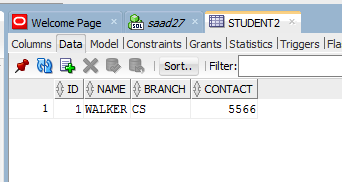 Welcome Page saad27 STUDENT2
Columns Data Model Constraints Grants Statistics Triggers Fla
Sort.. Filter:
ID NAME BRANCH CONTACT
1 1 WALKER CS 5566